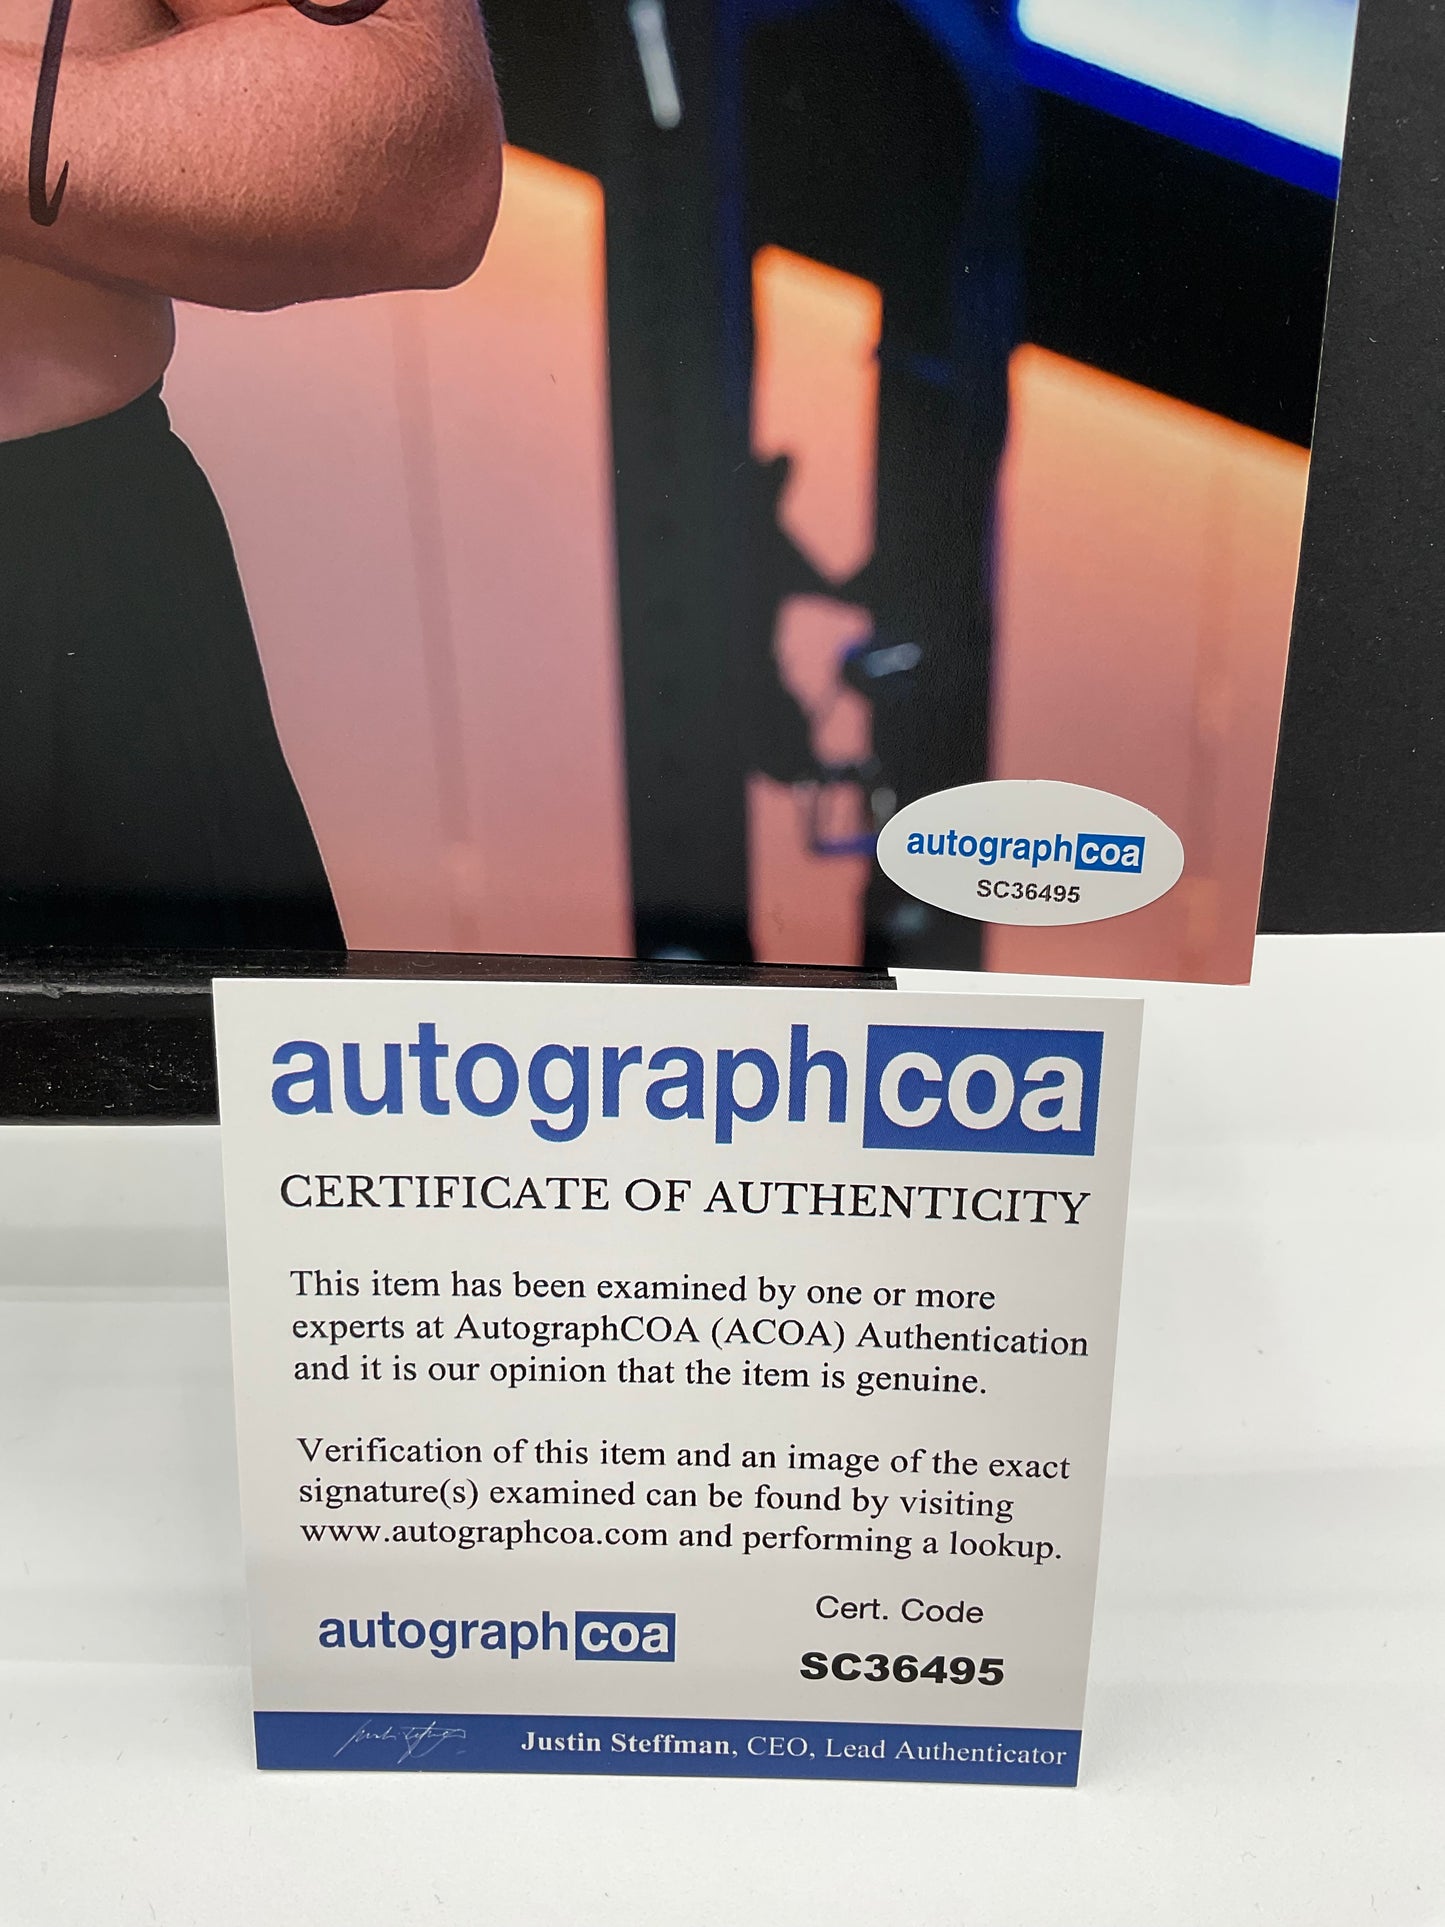 autographcoa
SC36495
autographcoa
CERTIFICATE OF AUTHENTICITY
This item has been examined by one or more
experts at AutographCOA (ACOA) Authentication
and it is our opinion that the item is genuine.
Verification of this item and an image of the exact
signature(s) examined can be found by visiting
www.autographcoa.com and performing a lookup.
autographcoa
Cert. Code
SC36495
Justin Steffman, CEO, Lead Authenticator